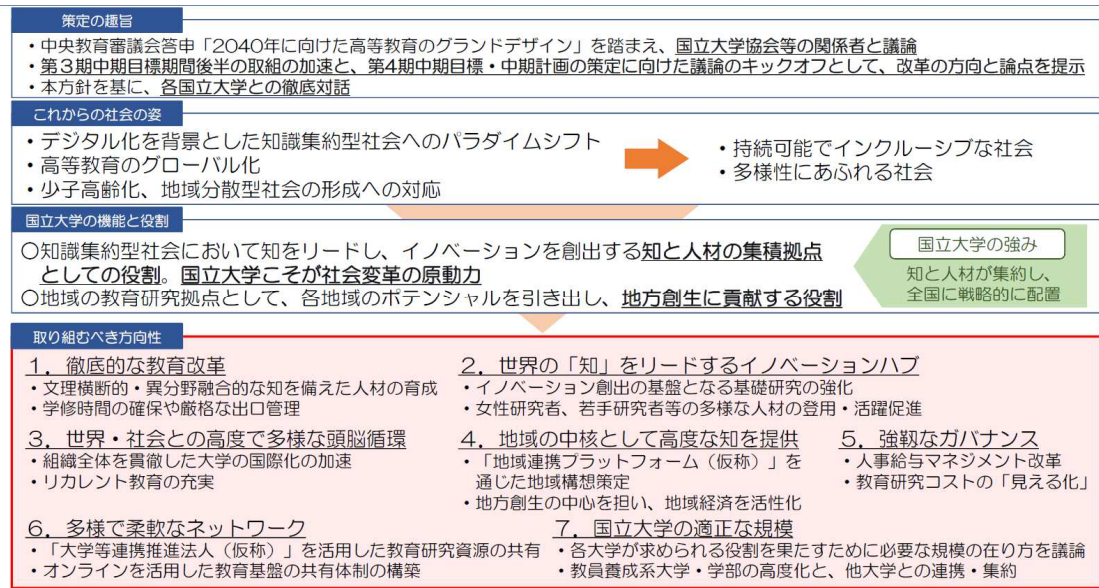 策定の趣旨
・中央教育審議会答申「2040年に向けた高等教育のグランドデザイン」を踏まえ、国立大学協会等の関係者と議論
・第3期中期目標期間後半の取組の加速と、第4期中期目標・中期計画の策定に向けた議論のキックオフとして、改革の方向と論点を提示
・本方針を基に、各国立大学との徹底対話
これからの社会の姿
・デジタル化を背景とした知識集約型社会へのパラダイムシフト
・高等教育のグローバル化
・少子高齢化、地域分散型社会の形成への対応
・持続可能でインクルーシブな社会
・多様性にあふれる社会
国立大学の機能と役割
○知識集約型社会において知をリードし、イノベーションを創出する知と人材の集積拠点
としての役割。国立大学こそが社会変革の原動力
○地域の教育研究拠点として、各地域のポテンシャルを引き出し、地方創生に貢献する役割
国立大学の強み
知と人材が集約し、
全国に戦略的に配置
取り組むべき方向性
1．徹底的な教育改革
・文理横断的・異分野融合的な知を備えた人材の育成
・学修時間の確保や厳格な出口管理
2．世界の「知」をリードするイノベーションハブ
・イノベーション創出の基盤となる基礎研究の強化
・女性研究者、若手研究者等の多様な人材の登用・活躍促進
3．世界・社会との高度で多様な頭脳循環
・組織全体を貫徹した大学の国際化の加速
・リカレント教育の充実
4．地域の中核として高度な知を提供
・「地域連携プラットフォーム（仮称）」を
通じた地域構想策定
・地方創生の中心を担い、地域経済を活性化
5．強靱なガバナンス
・人事給与マネジメント改革
・教育研究コストの「見える化」
6．多様で柔軟なネットワーク
・「大学等連携推進法人（仮称）」を活用した教育研究資源の共有
・オンラインを活用した教育基盤の共有体制の構築
7．国立大学の適正な規模
・各大学が求められる役割を果たすために必要な規模の在り方を議論
・教員養成系大学・学部の高度化と、他大学との連携・集約